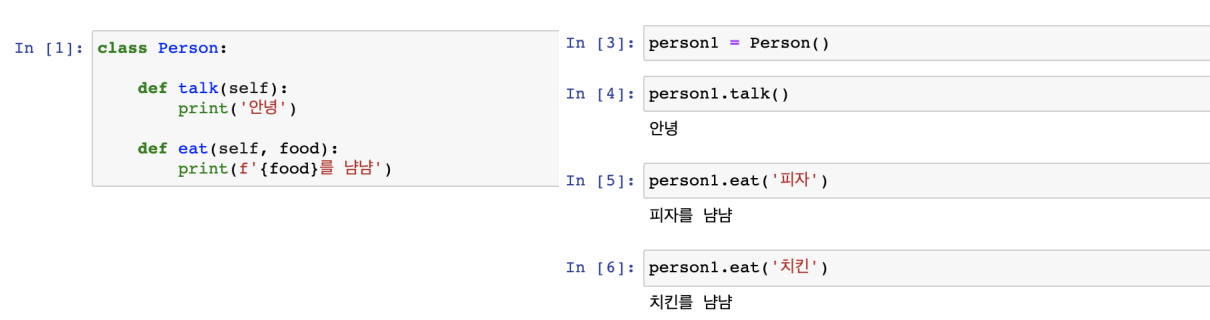 In [1]: class Person:
def talk(self):
print('안녕')
def eat(self, food):
print(f'{food}를 냠냠')
In [3]: person1 = Person()
In [4]: person1.talk()
안녕
In [5]: person1.eat('피자')
피자를 냠냠
In [6]: person1.eat('치킨')
치킨를 냠냠